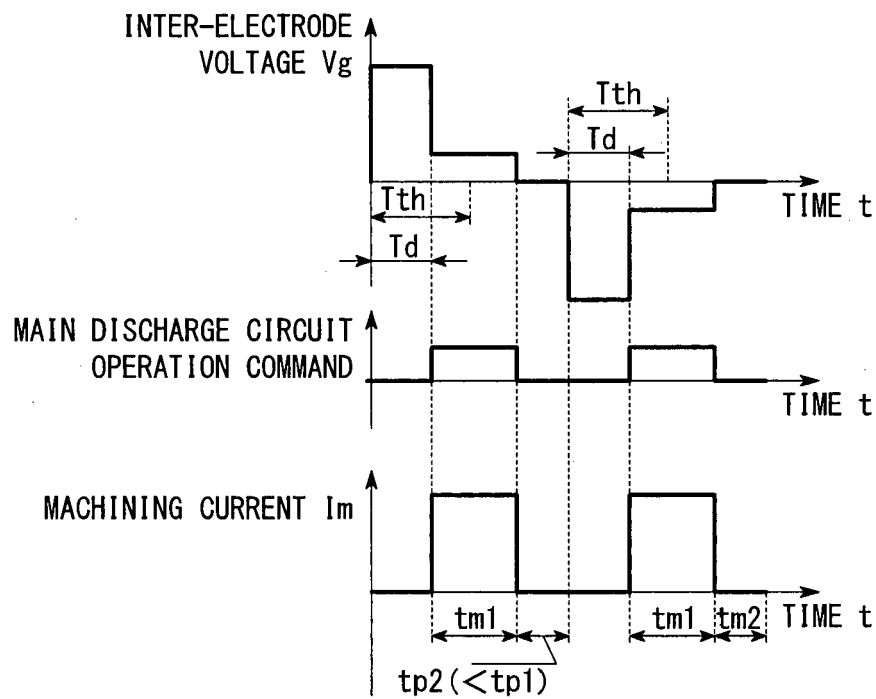 INTER-ELECTRODE
VOLTAGE Vg
Tth
Td
TIME t
Tth
Td
MAIN DISCHARGE CIRCUIT
OPERATION COMMAND
TIME t
MACHINING CURRENT Im
TIME t
tm1
tm1
tm2
tp2(<tp1)